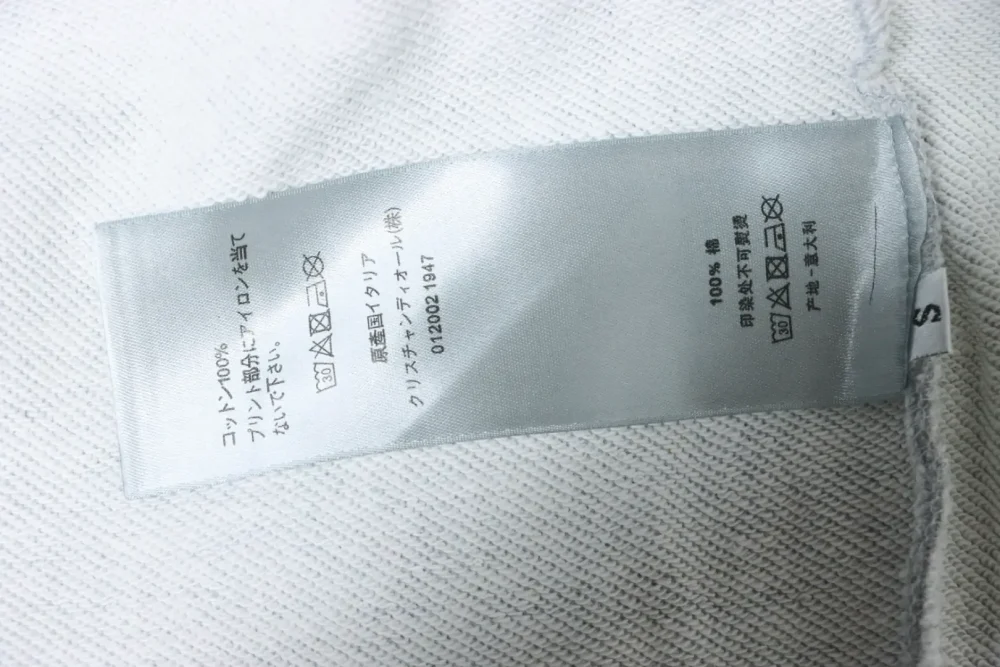 コットン100%
プリント部分にアイロンを当て
ないで下さい。
30
原産国イタリア
クリスチャンディオール(株)
0120021947
100% 棉
印染处不可熨烫
30
产地-意大利
S